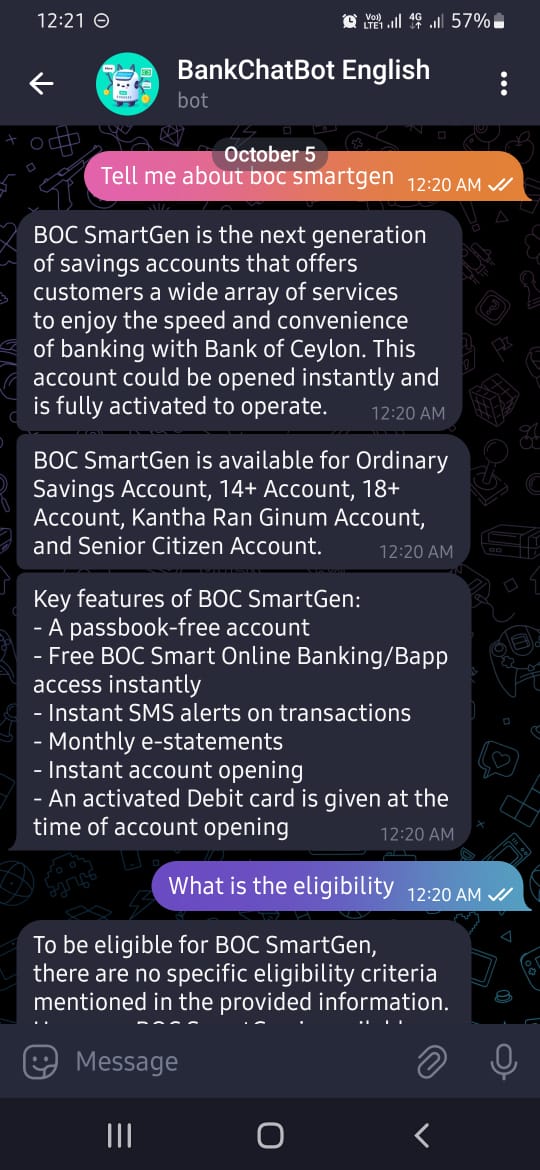 12:21
Vo)) LTE1 4G 57%
BankChatBot English
bot
October 5
Tell me about boc smartgen 12:20 AM
BOC SmartGen is the next generation
of savings accounts that offers
customers a wide array of services
to enjoy the speed and convenience
of banking with Bank of Ceylon. This
account could be opened instantly and
is fully activated to operate. 12:20 AM
BOC SmartGen is available for Ordinary
Savings Account, 14+ Account, 18+
Account, Kantha Ran Ginum Account,
and Senior Citizen Account. 12:20 AM
Key features of BOC SmartGen:
- A passbook-free account
- Free BOC Smart Online Banking/Bapp
access instantly
- Instant SMS alerts on transactions
- Monthly e-statements
- Instant account opening
- An activated Debit card is given at the
time of account opening 12:20 AM
What is the eligibility 12:20 AM
To be eligible for BOC SmartGen,
there are no specific eligibility criteria
mentioned in the provided information.
Message